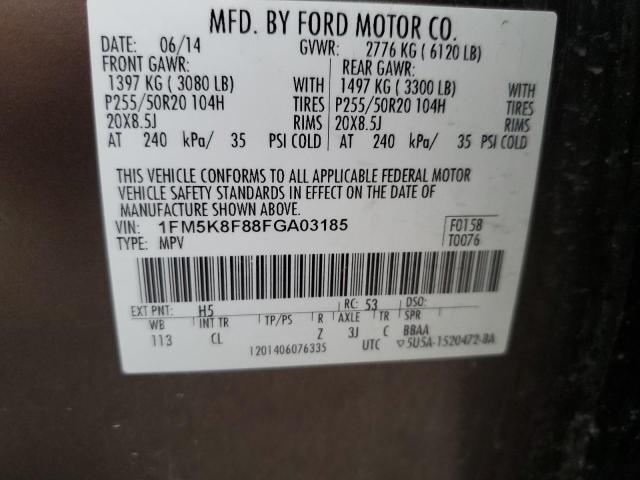 MFD. BY FORD MOTOR CO.
DATE: 06/14 GVWR: 2776 KG ( 6120 LB)
FRONT GAWR: REAR GAWR:
1397 KG ( 3080 LB) WITH 1497 KG ( 3300 LB) WITH
P255/50R20 104H TIRES P255/50R20 104H TIRES
20X8.5J RIMS 20X8.5J RIMS
AT 240 kPa/ 35 PSI COLD AT 240 kPa/ 35 PSI COLD
THIS VEHICLE CONFORMS TO ALL APPLICABLE FEDERAL MOTOR
VEHICLE SAFETY STANDARDS IN EFFECT ON THE DATE OF
MANUFACTURE SHOWN ABOVE.
VIN: 1FM5K8F88FGA03185 F0158
TYPE: MPV T0076
EXT PNT: H5 RC: 53 DSO:
WB INT TR TP/PS R AXLE TR SPR
113 CL Z 3J C BBAA
1201406076335 UTC ▽5U5A-1520472-BA